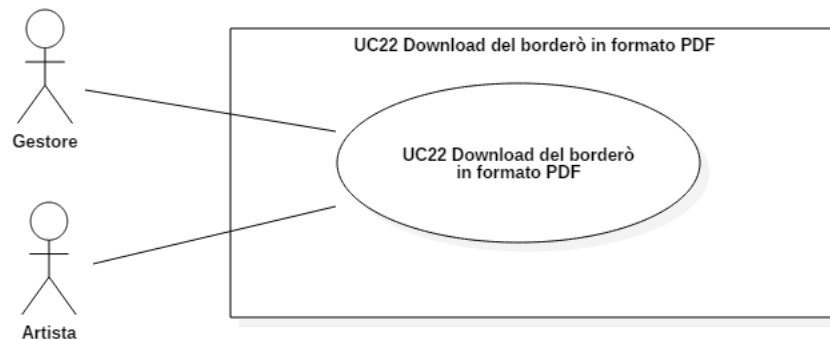 UC22 Download del borderò in formato PDF
Gestore
UC22 Download del borderò
in formato PDF
Artista